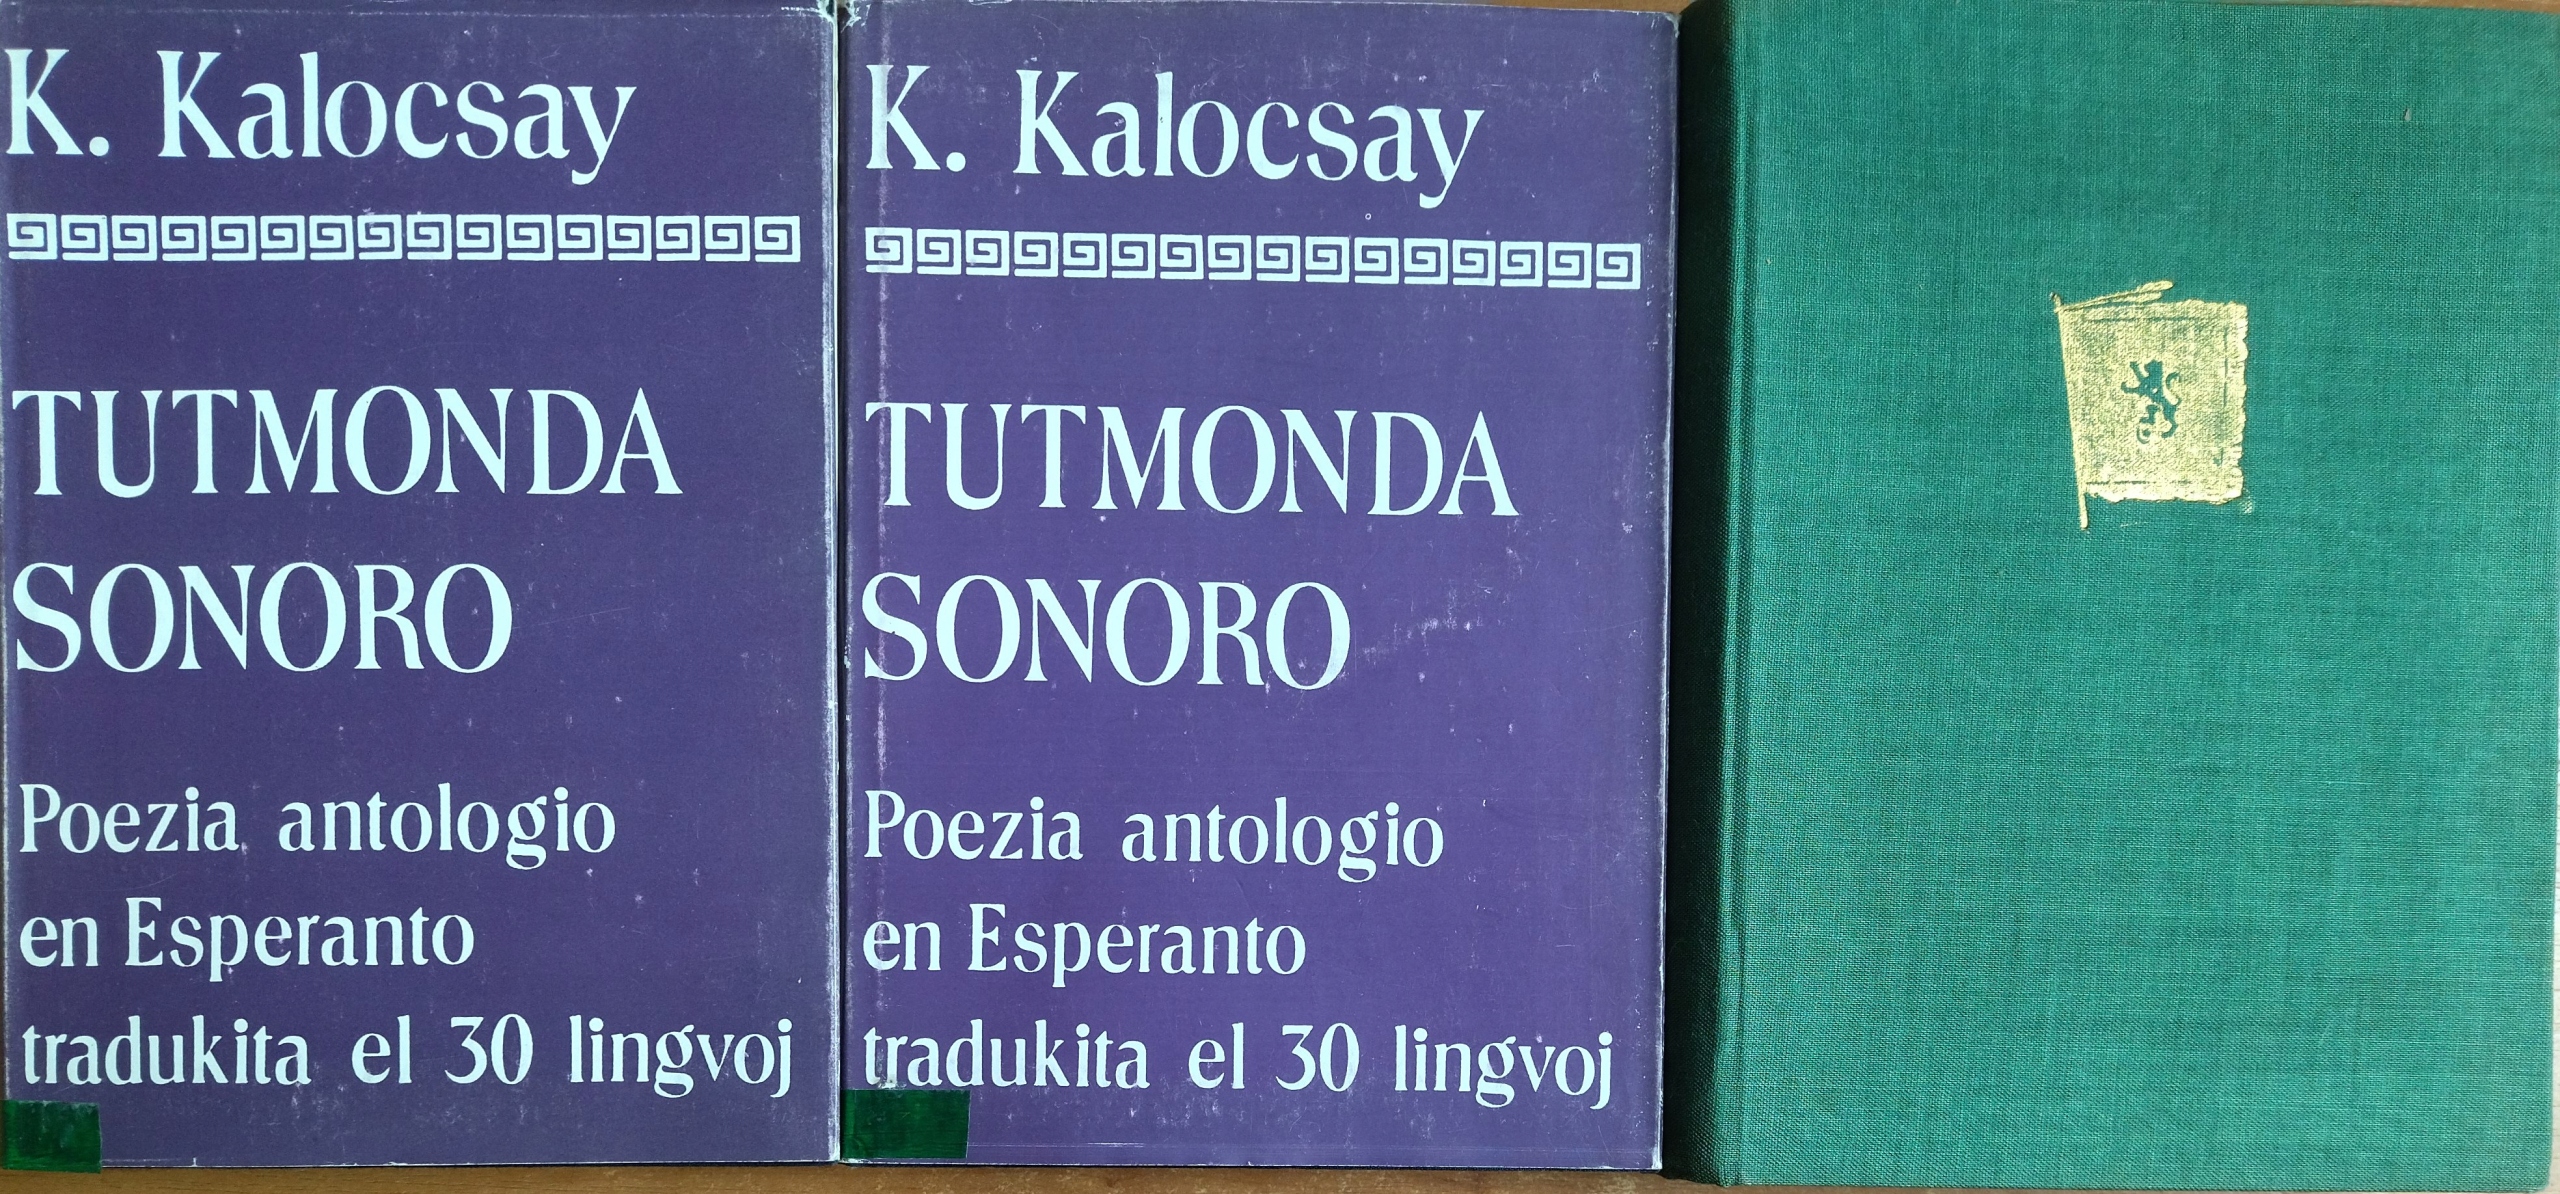 K. Kalocsay
TUTMONDA
SONORO
Poezia antologio
en Esperanto
tradukita el 30 lingvoj
K. Kalocsay
TUTMONDA
SONORO
Poezia antologio
en Esperanto
tradukita el 30 lingvoj